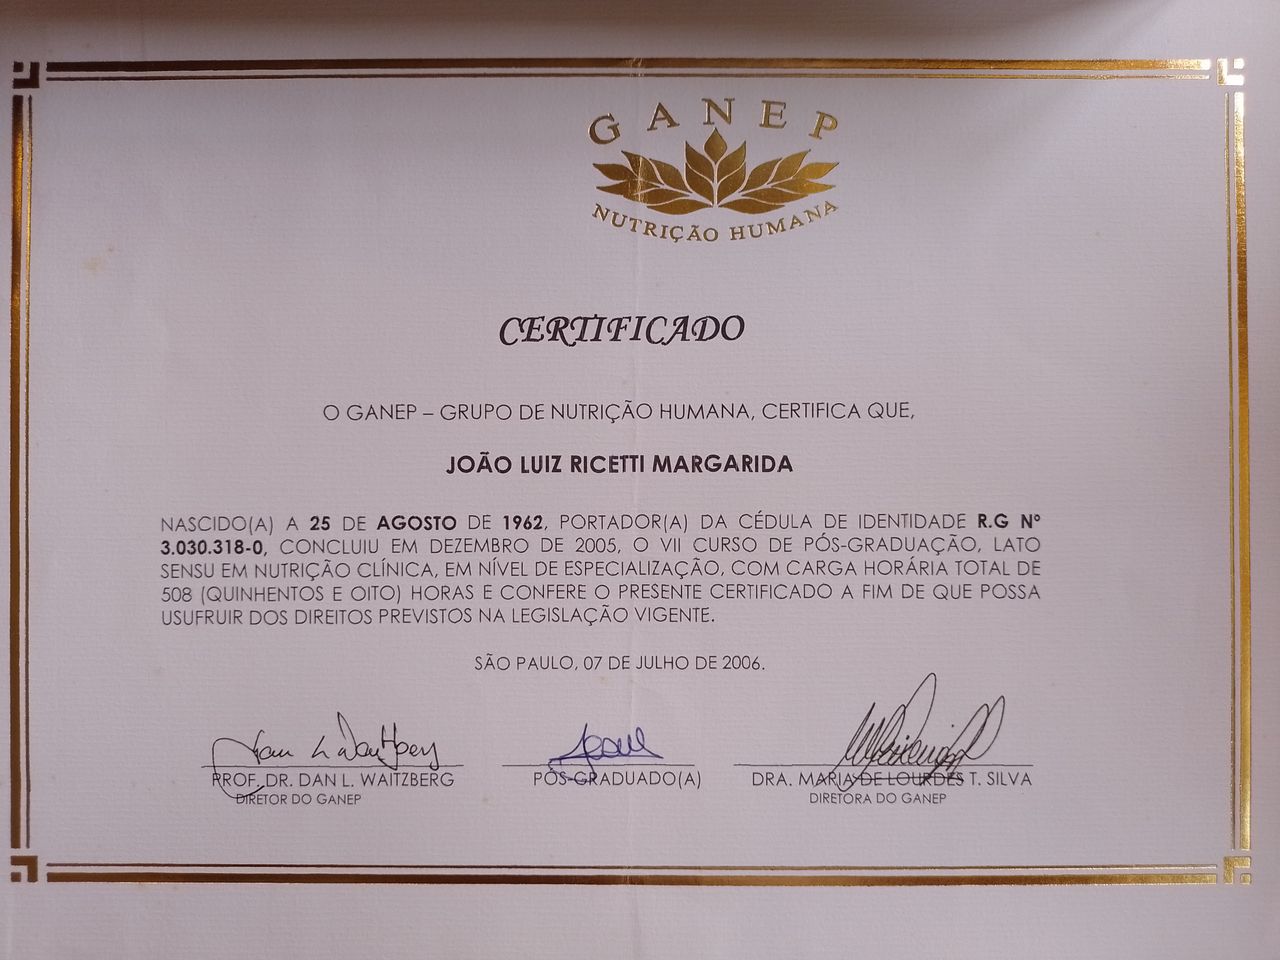 GANEP
NUTRIÇÃO HUMANA
CERTIFICADO
O GANEP – GRUPO DE NUTRIÇÃO HUMANA, CERTIFICA QUE,
JOÃO LUIZ RICETTI MARGARIDA
NASCIDO(A) A 25 DE AGOSTO DE 1962, PORTADOR(A) DA CÉDULA DE IDENTIDADE R.G Nº
3.030.318-0, CONCLUIU EM DEZEMBRO DE 2005, O VII CURSO DE PÓS-GRADUAÇÃO, LATO
SENSU EM NUTRIÇÃO CLÍNICA, EM NÍVEL DE ESPECIALIZAÇÃO, COM CARGA HORÁRIA TOTAL DE
508 (QUINHENTOS E OITO) HORAS E CONFERE O PRESENTE CERTIFICADO A FIM DE QUE POSSA
USUFRUIR DOS DIREITOS PREVISTOS NA LEGISLAÇÃO VIGENTE.
SÃO PAULO, 07 DE JULHO DE 2006.
PROF. DR. DAN L. WAITZBERG
DIRETOR DO GANEP
PÓS-GRADUADO(A)
DRA. MARIA DE LOURDES T. SILVA
DIRETORA DO GANEP